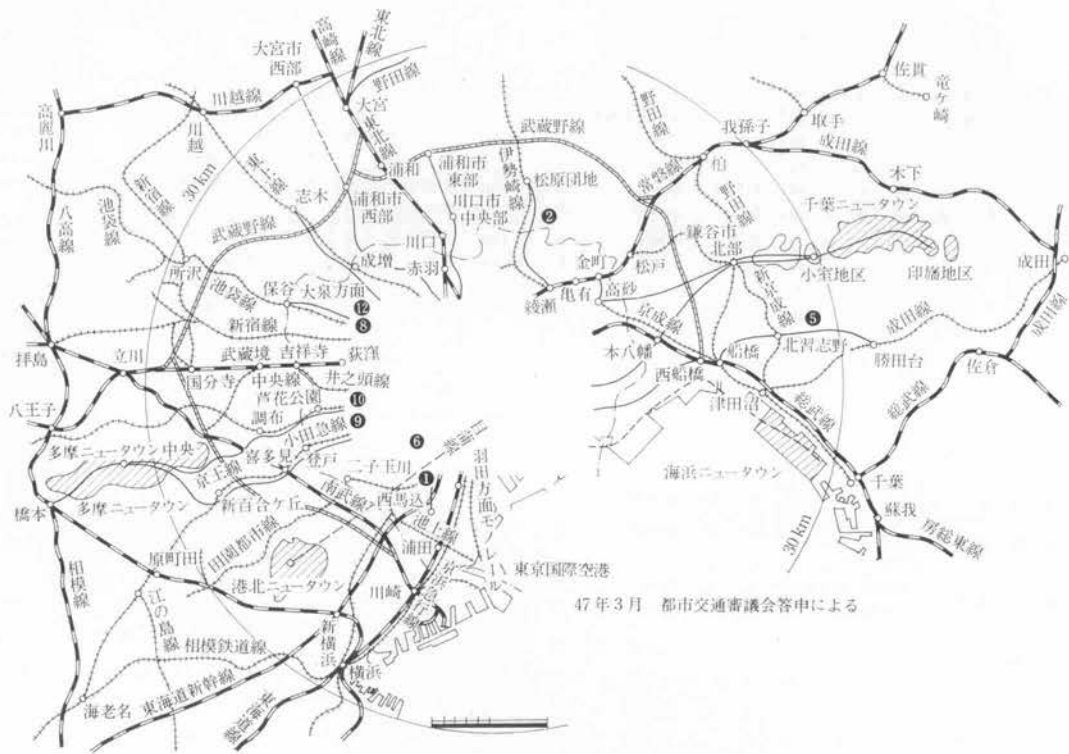 高崎線
東北線
大宮市
西部
野田線
大宮
川越線
高麗川
川越
東北線
新宿線
30km
東上線
浦和
浦和市
東部
志木
浦和市
西部
川口市
中央部
池袋線
八高線
武蔵野線
川口
成増
赤羽
所沢
池袋線
保谷
大泉方面
⓬
❽
新宿線
拝島
立川
武蔵境
吉祥寺
荻窪
国分寺
中央線
井之頭線
芦花公園
❿
八王子
調布
小田急線
❾
多摩ニュータウン中央
喜多見
登戸
❻
京王線
二子玉川
多摩ニュータウン
新百合ケ丘
南武線
西馬込
❶
羽田方面モノレール
橋本
池上線
原町田
田園都市線
蒲田
港北ニュータウン
川崎
京浜
東京国際空港
相模線
江の島線
新横浜
相模鉄道線
横浜
海老名
東海道新幹線
東海道線
武蔵野線
伊勢崎線
松原団地
❷
野田線
佐貫
竜ケ崎
取手
我孫子
成田線
常磐線
柏
木下
野田線
千葉ニュータウン
鎌谷市
北部
金町
松戸
小室地区
印旛地区
成田
綾瀬
亀有
高砂
新京成線
京成線
❺
成田線
成田線
本八幡
船橋
北習志野
勝田台
西船橋
佐倉
津田沼
総武線
総武線
海浜ニュータウン
千葉
蘇我
30km
房総東線
47年3月 都市交通審議会答申による